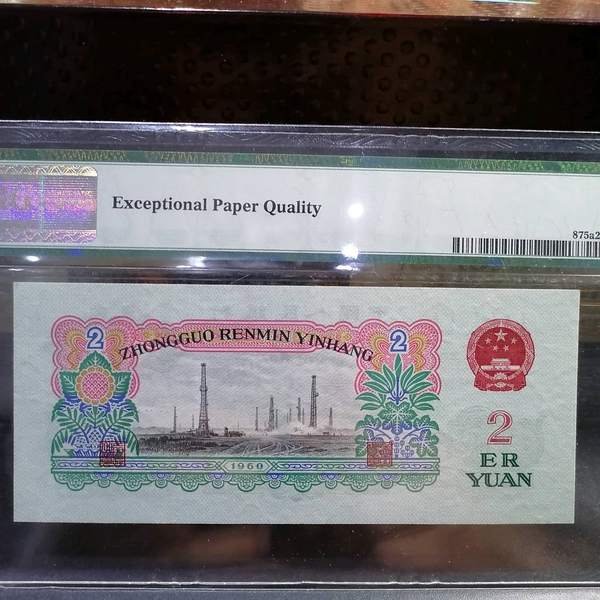 Exceptional Paper Quality
875a2
2
ZHONGGUO RENMIN YINHANG
2
1960
2
ER
YUAN